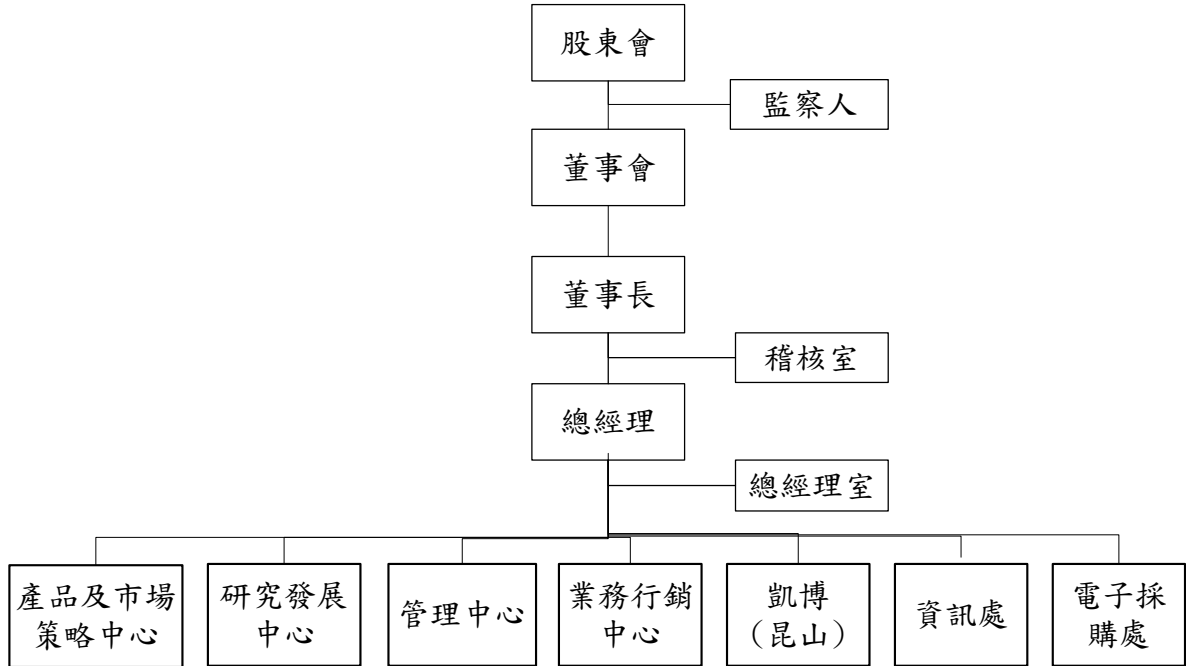 股東會
監察人
董事會
董事長
稽核室
總經理
總經理室
產品及市場
策略中心
研究發展
中心
管理中心
業務行銷
中心
凱博
（昆山）
資訊處
電子採
購處